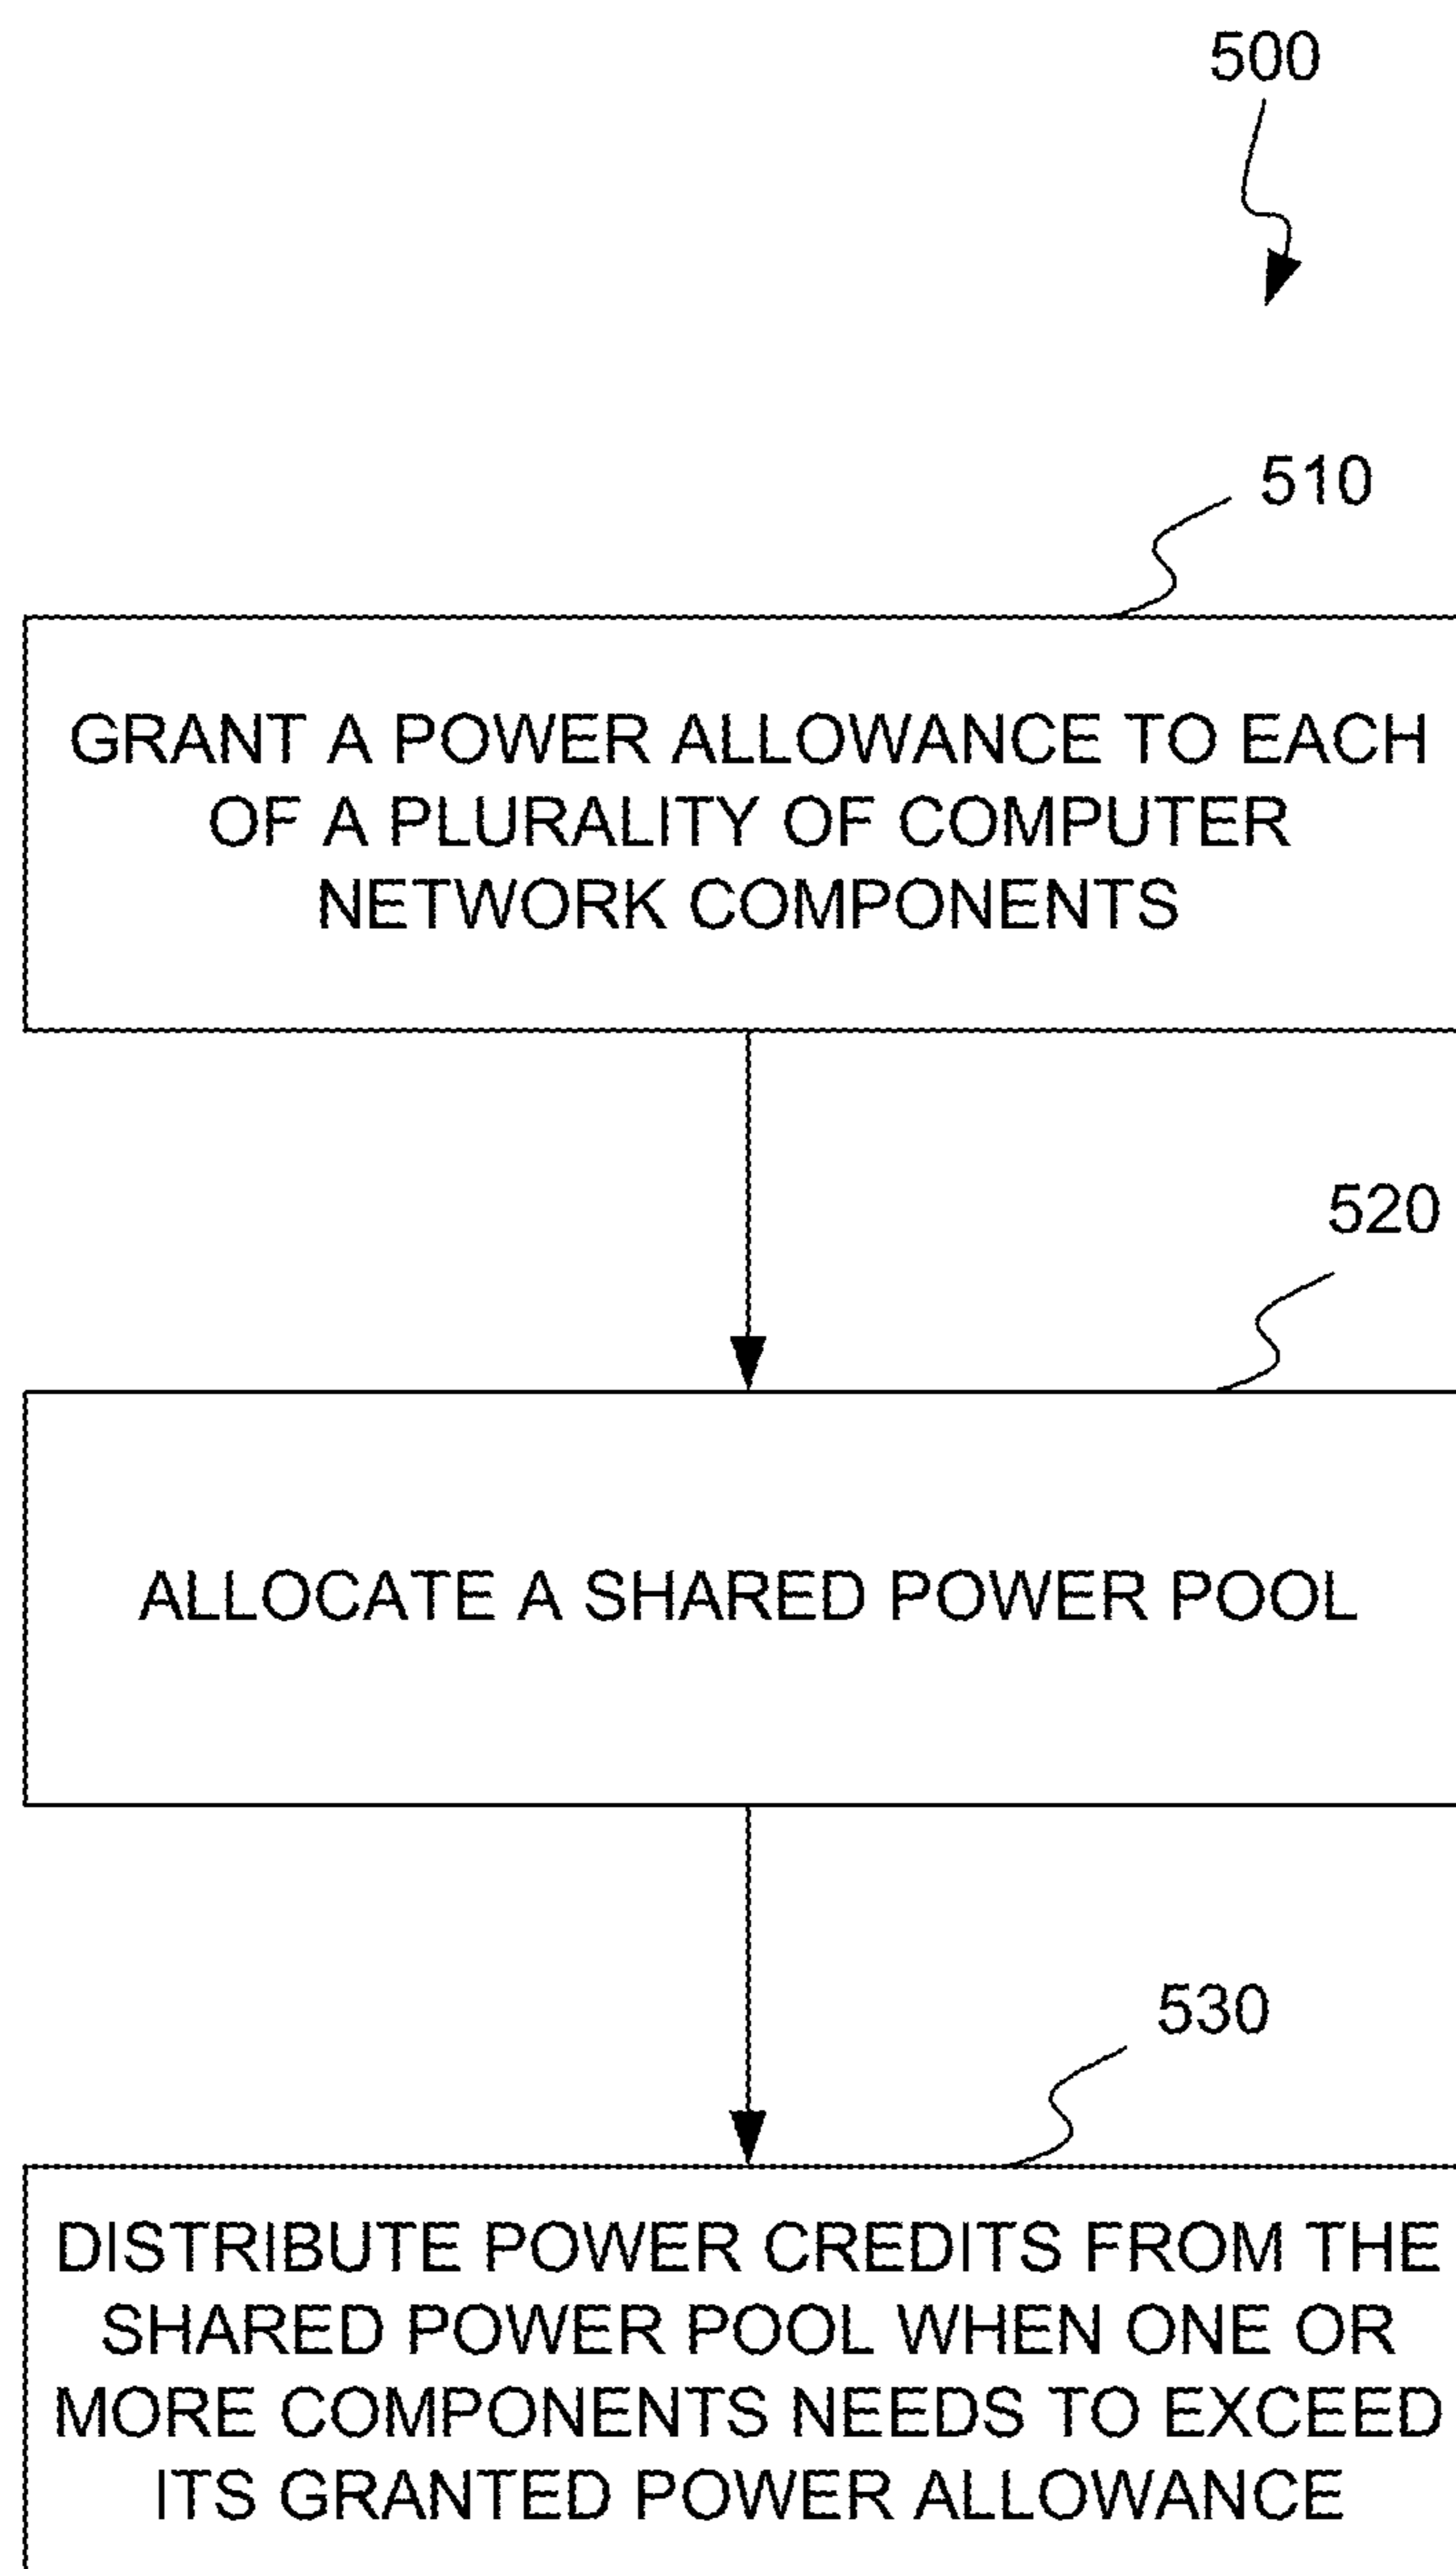 500
510
GRANT A POWER ALLOWANCE TO EACH
OF A PLURALITY OF COMPUTER
NETWORK COMPONENTS
520
ALLOCATE A SHARED POWER POOL
530
DISTRIBUTE POWER CREDITS FROM THE
SHARED POWER POOL WHEN ONE OR
MORE COMPONENTS NEEDS TO EXCEED
ITS GRANTED POWER ALLOWANCE